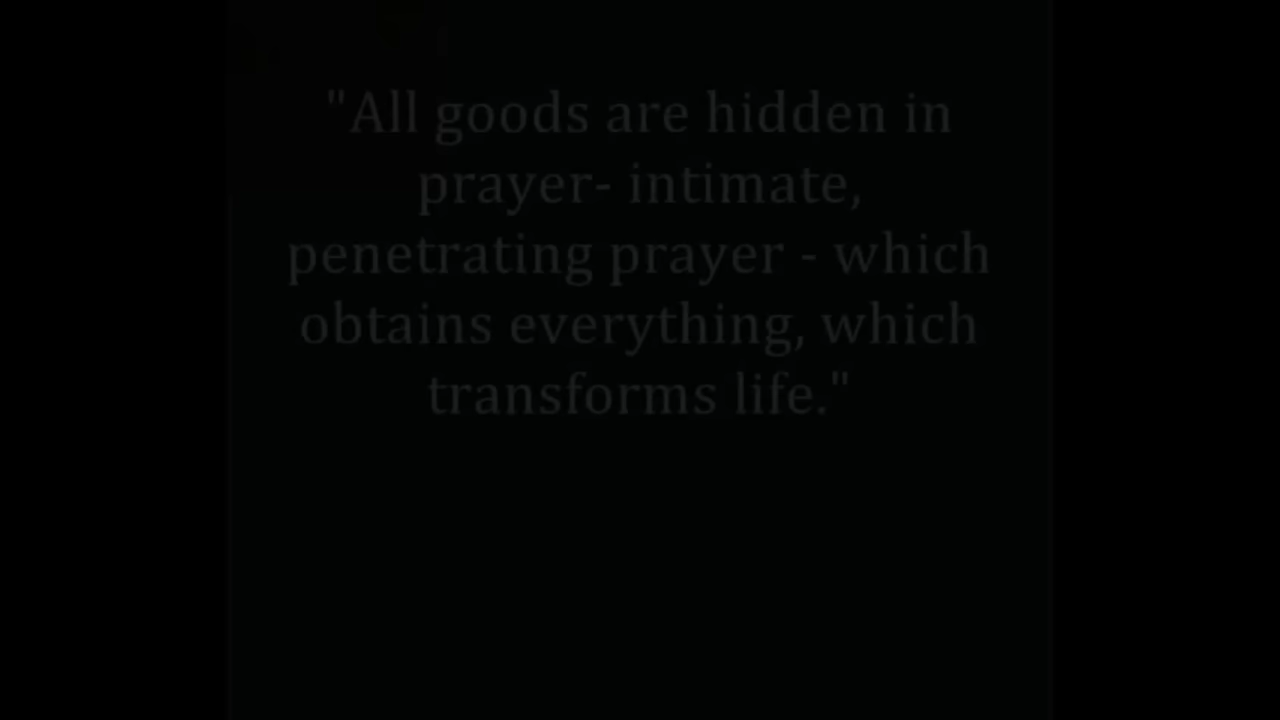 "All goods are hidden in
prayer- intimate,
penetrating prayer - which
obtains everything, which
transforms life."